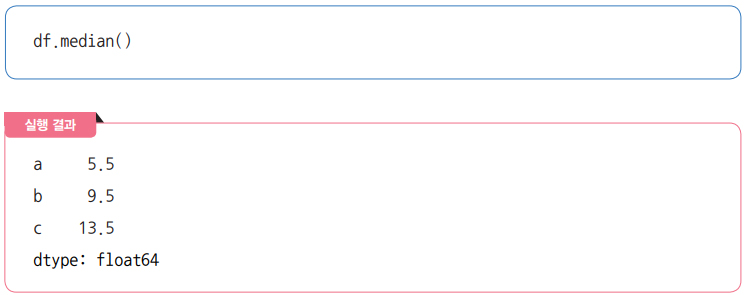 df.median()
실행 결과
a 5.5
b 9.5
c 13.5
dtype: float64